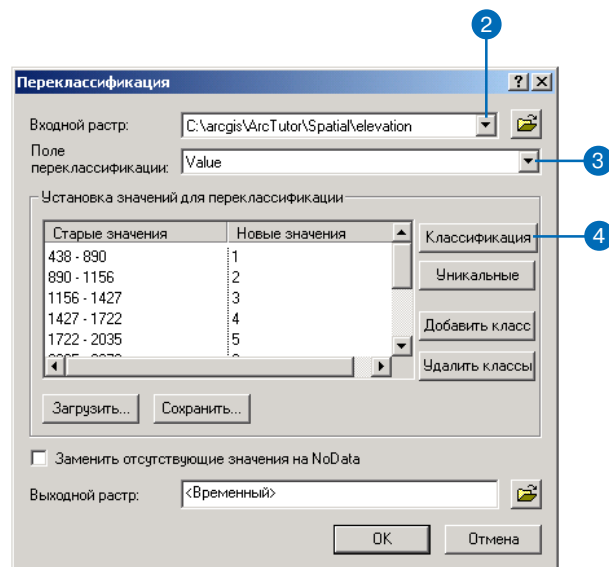 2
Переклассификация
Входной растр: C:\arcgis\ArcTutor\Spatial\elevation
Поле переклассификации: Value
3
Установка значений для переклассификации
Старые значения Новые значения
Классификация
4
438 - 890 1
890 - 1156 2
Уникальные
1156 - 1427 3
1427 - 1722 4
Добавить класс
1722 - 2035 5
Удалить классы
Загрузить... Сохранить...
Заменить отсутствующие значения на NoData
Выходной растр: <Временный>
OK Отмена